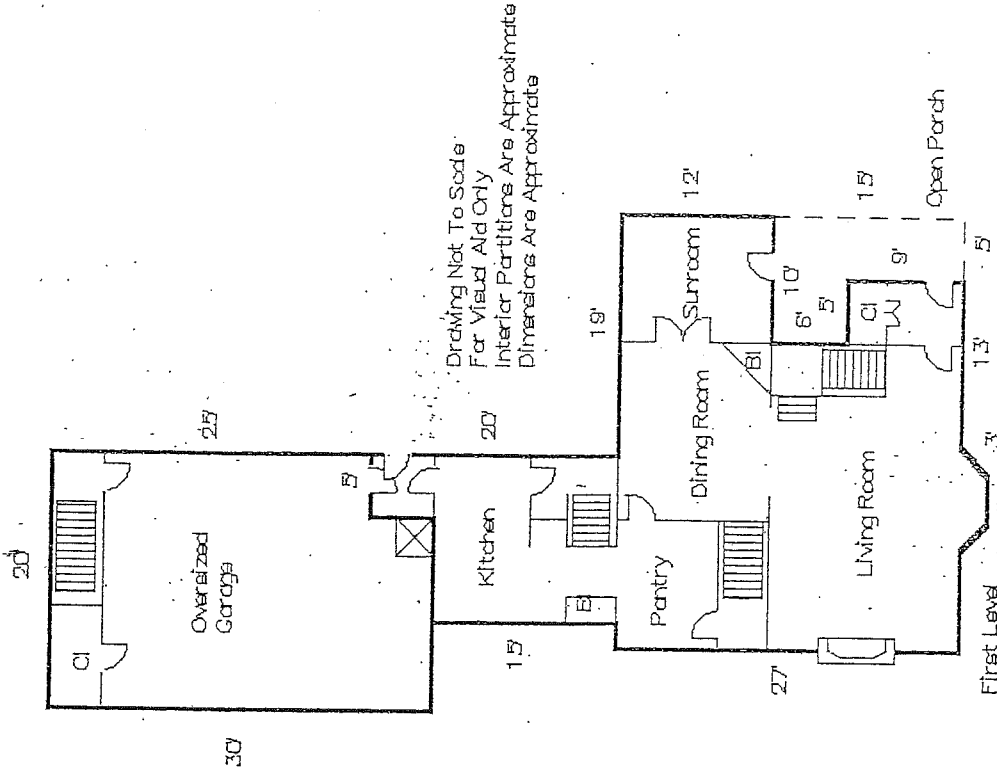 20'
25'
30'
Cl
Oversized
Garage
5'
20'
Kitchen
15'
BI
Pantry
27'
Drawing Not To Scale
For Visual Aid Only
Interior Partitions Are Approximate
Dimensions Are Approximate
19'
12'
Sunroom
Dining Room
BI
10'
6'
5'
Cl
9'
15'
Open Porch
5'
13'
3'
Living Room
First Level